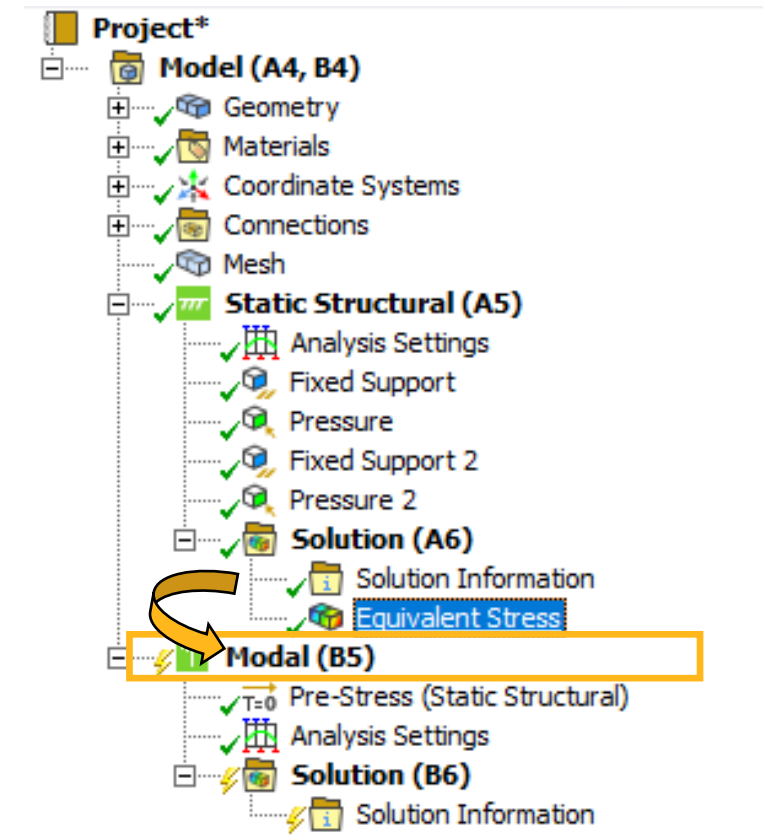 Project*
Model (A4, B4)
Geometry
Materials
Coordinate Systems
Connections
Mesh
Static Structural (A5)
Analysis Settings
Fixed Support
Pressure
Fixed Support 2
Pressure 2
Solution (A6)
Solution Information
Equivalent Stress
Modal (B5)
T=0 Pre-Stress (Static Structural)
Analysis Settings
Solution (B6)
Solution Information